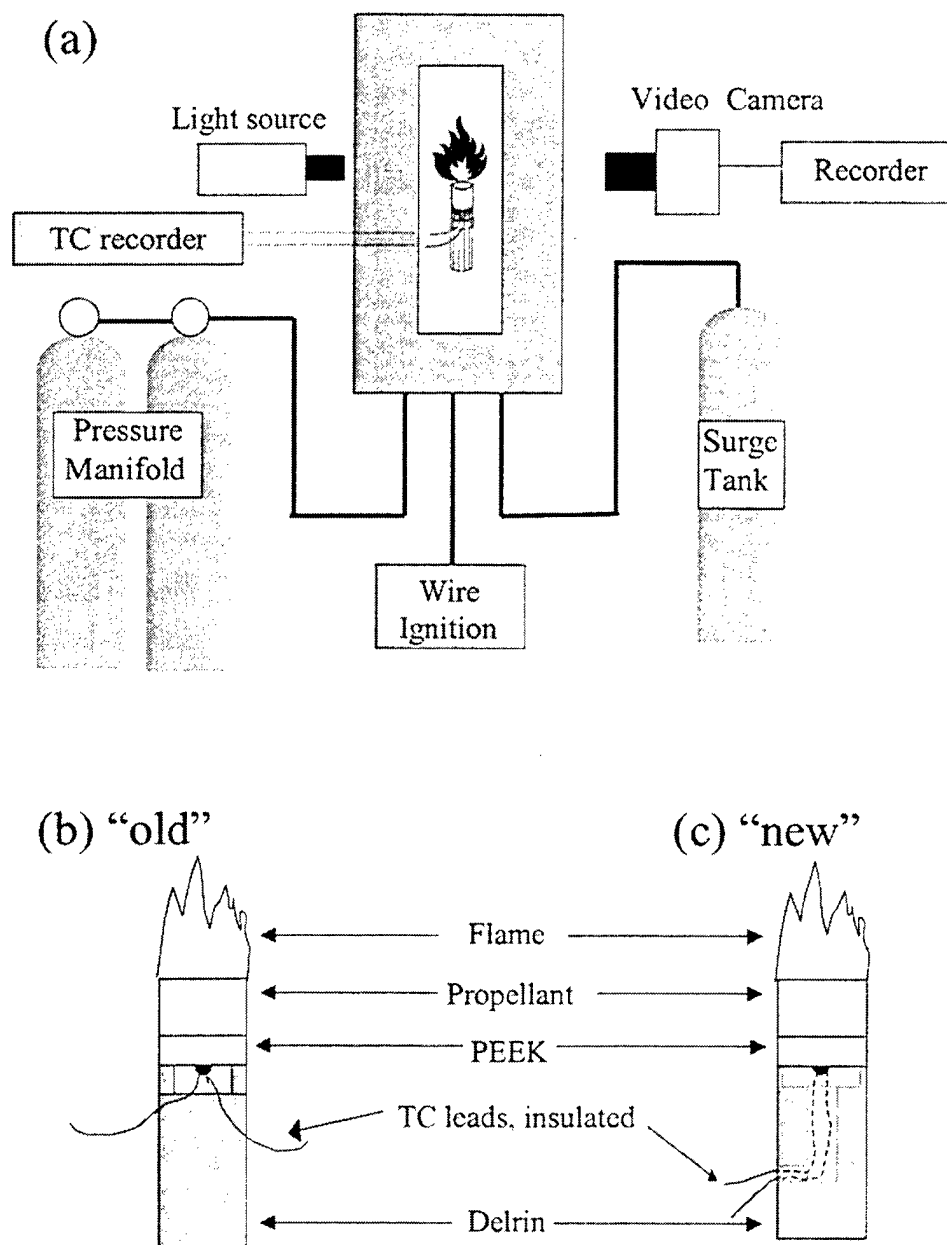 (a)
Light source
Video Camera
Recorder
TC recorder
Pressure
Manifold
Surge
Tank
Wire
Ignition
(b) “old”
(c) “new”
Flame
Propellant
PEEK
TC leads, insulated
Delrin